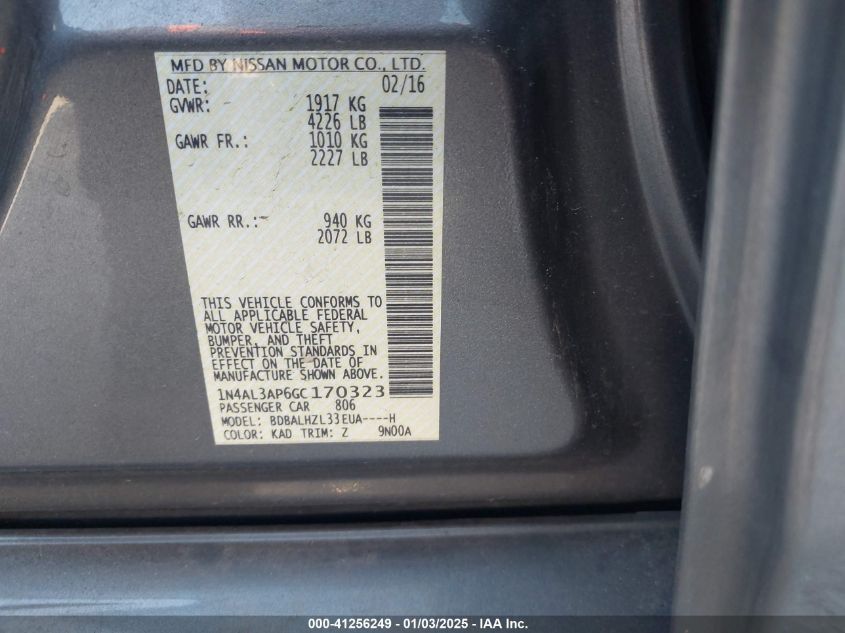 MFD BY NISSAN MOTOR CO., LTD.
DATE: 02/16
GVWR: 1917 KG
4226 LB
GAWR FR.: 1010 KG
2227 LB
GAWR RR.: 940 KG
2072 LB
THIS VEHICLE CONFORMS TO
ALL APPLICABLE FEDERAL
MOTOR VEHICLE SAFETY,
BUMPER, AND THEFT
PREVENTION STANDARDS IN
EFFECT ON THE DATE OF
MANUFACTURE SHOWN ABOVE.
1N4AL3AP6GC170323
PASSENGER CAR 806
MODEL: BDBALHZL33EUA----H
COLOR: KAD TRIM: Z 9N00A
000-41256249 - 01/03/2025 - IAA Inc.